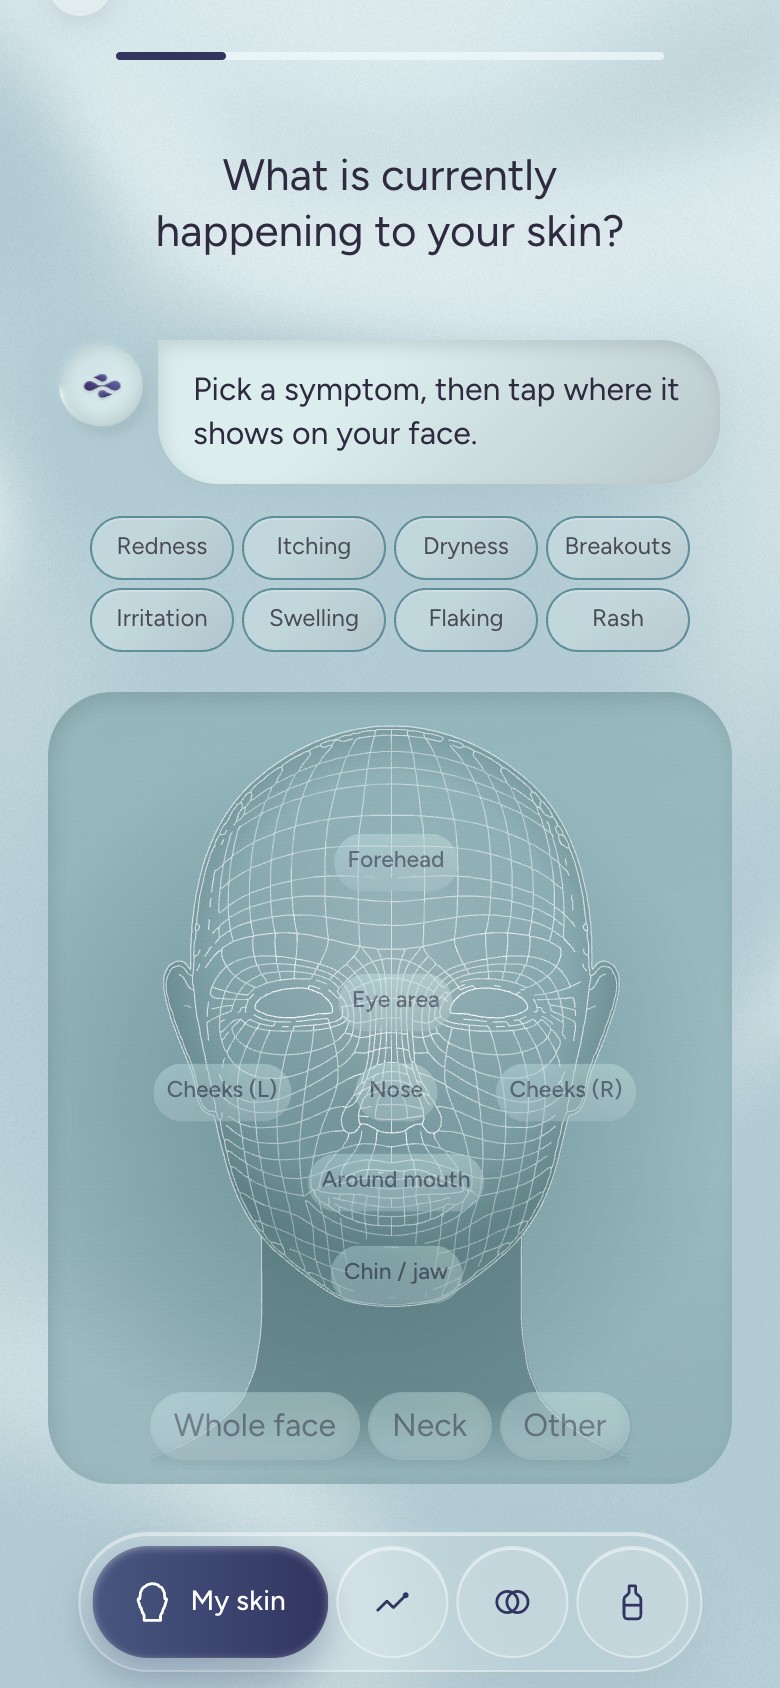 What is currently
happening to your skin?
Pick a symptom, then tap where it
shows on your face.
Redness Itching Dryness Breakouts
Irritation Swelling Flaking Rash
Forehead
Eye area
Cheeks (L) Nose Cheeks (R)
Around mouth
Chin / jaw
Whole face Neck Other
My skin